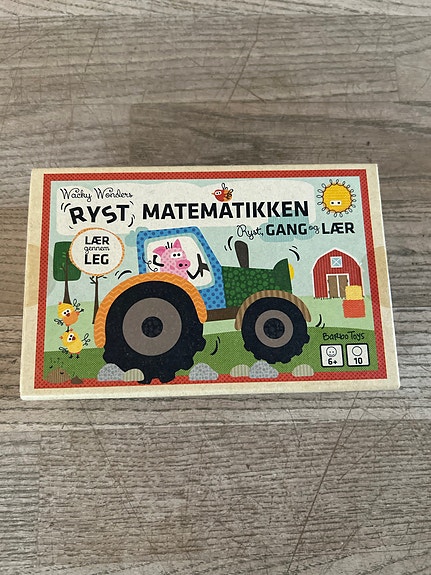 Wacky Wonders
RYST MATEMATIKKEN
Ryst, GANG og LÆR
LÆR
gennem
LEG
Barbo Toys
6+ 10